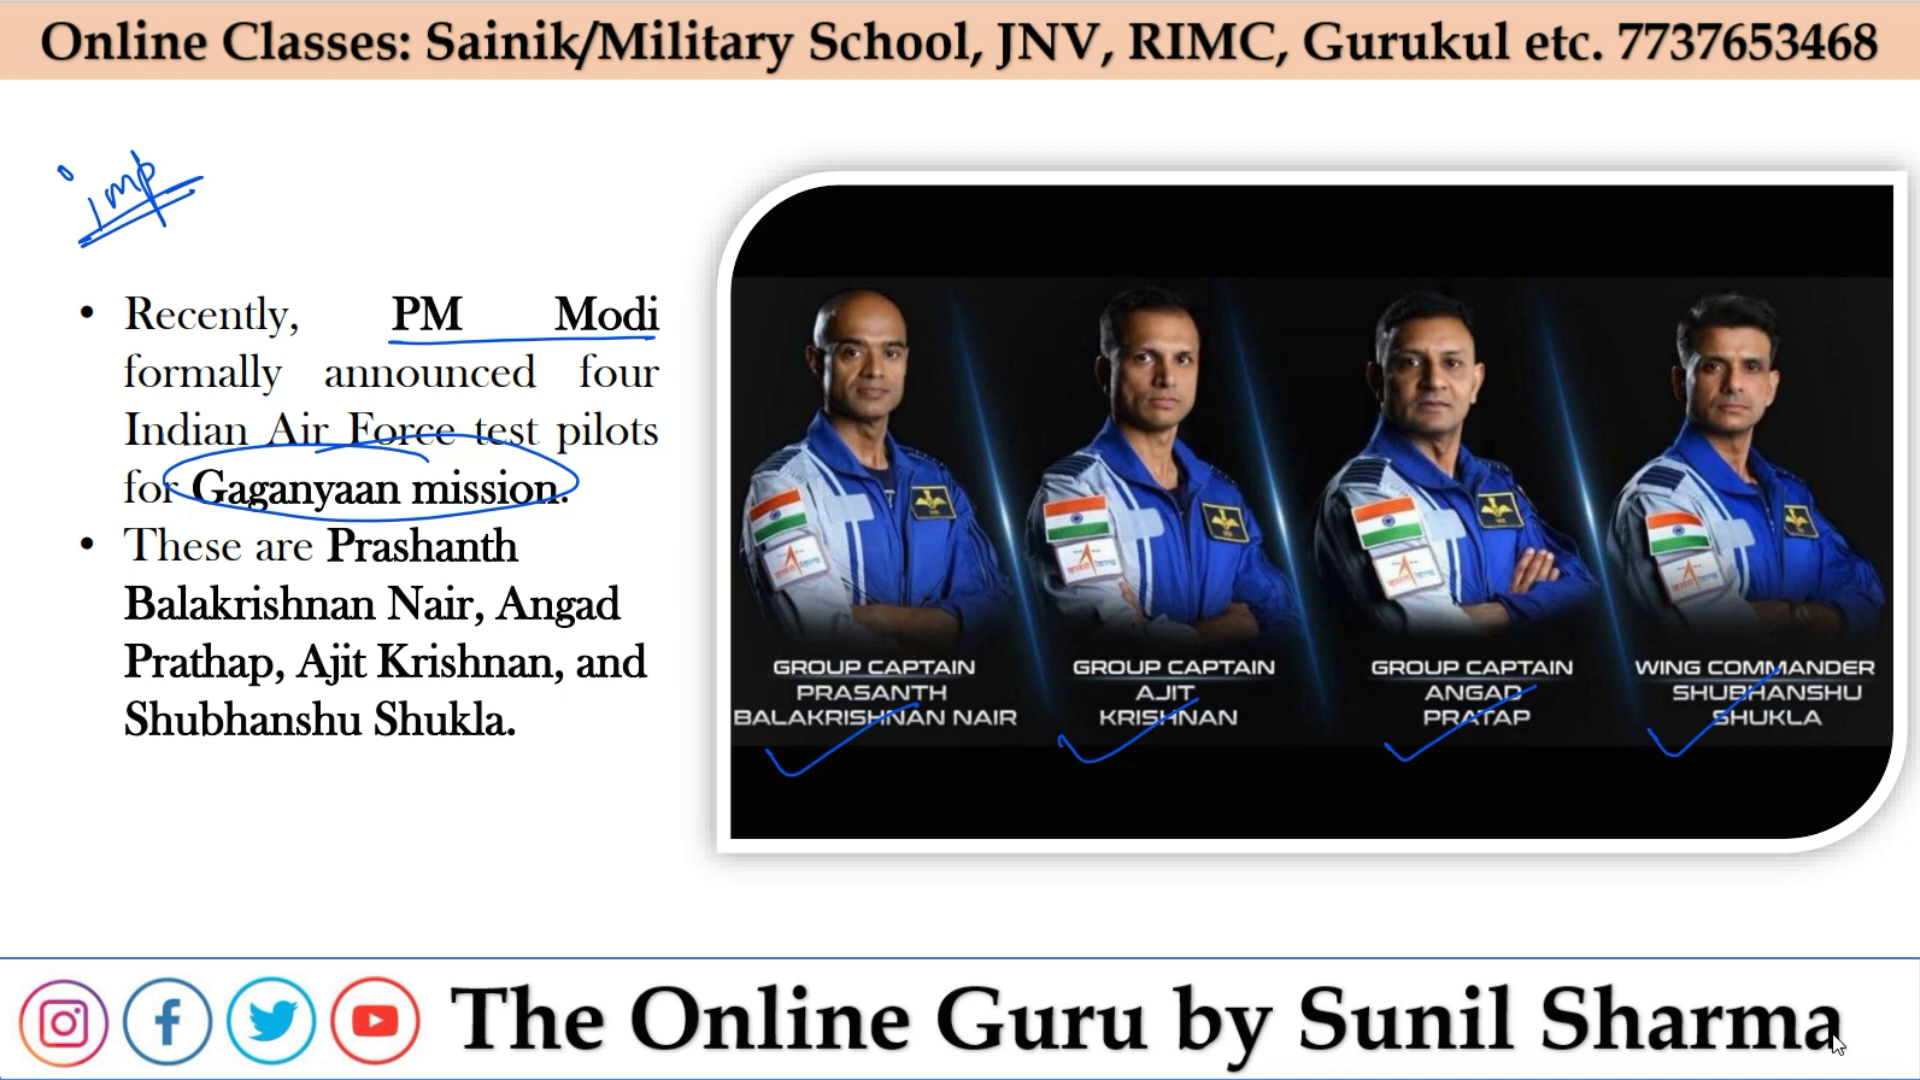 Online Classes: Sainik/Military School, JNV, RIMC, Gurukul etc. 7737653468
imp
• Recently, PM Modi
formally announced four
Indian Air Force test pilots
for Gaganyaan mission.
• These are Prashanth
Balakrishnan Nair, Angad
Prathap, Ajit Krishnan, and
Shubhanshu Shukla.
GROUP CAPTAIN
PRASANTH
BALAKRISHNAN NAIR
GROUP CAPTAIN
AJIT
KRISHNAN
GROUP CAPTAIN
ANGAD
PRATAP
WING COMMANDER
SHUBHANSHU
SHUKLA
The Online Guru by Sunil Sharma